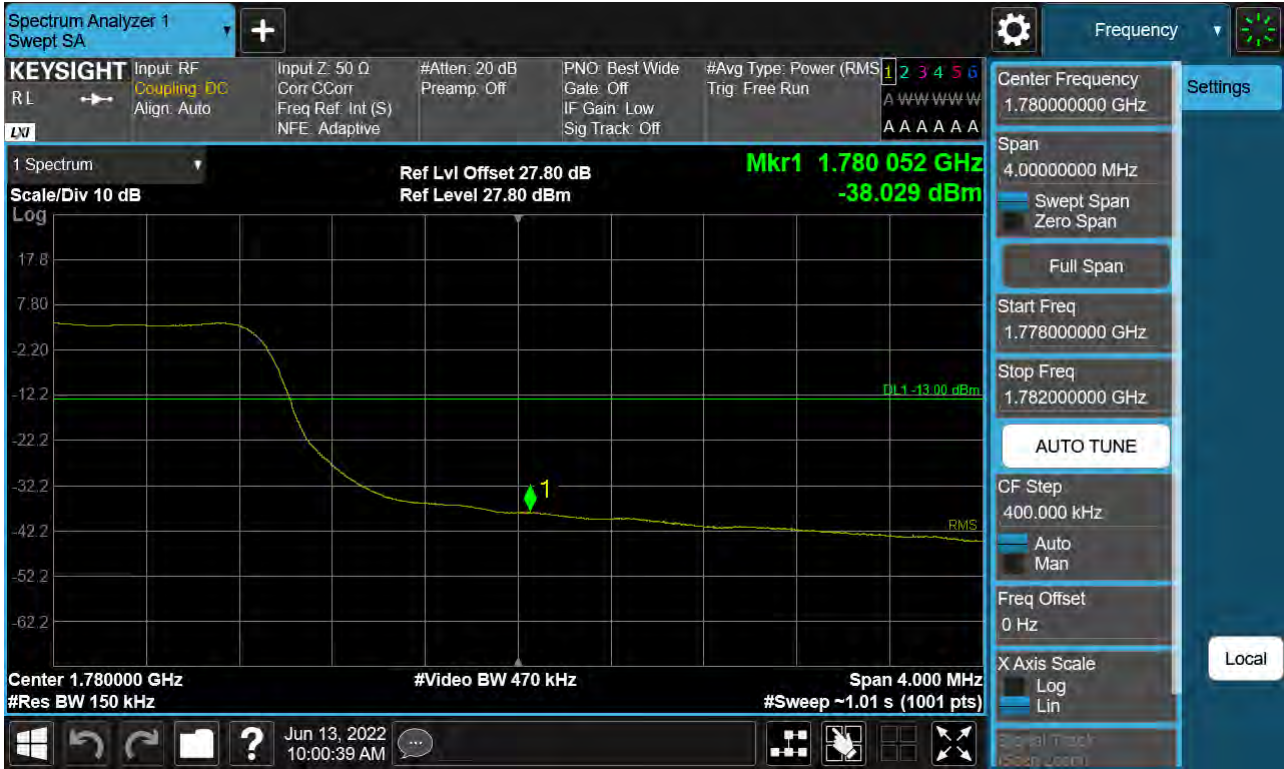 Spectrum Analyzer 1
Swept SA
+
Frequency
KEYSIGHT
RL
LXI
Input: RF
Coupling: DC
Align: Auto
Input Z: 50 Ω
Corr CCorr
Freq Ref: Int (S)
NFE: Adaptive
#Atten: 20 dB
Preamp: Off
PNO: Best Wide
Gate: Off
IF Gain: Low
Sig Track: Off
#Avg Type: Power (RMS
Trig: Free Run
1 2 3 4 5 6
A W W W W W
A A A A A A
1 Spectrum
Scale/Div 10 dB
Log
Ref Lvl Offset 27.80 dB
Ref Level 27.80 dBm
Mkr1 1.780 052 GHz
-38.029 dBm
17.8
7.80
-2.20
-12.2
-22.2
-32.2
-42.2
-52.2
-62.2
DL1 -13.00 dBm
1
RMS
Center 1.780000 GHz
#Res BW 150 kHz
#Video BW 470 kHz
Span 4.000 MHz
#Sweep ~1.01 s (1001 pts)
Center Frequency
1.780000000 GHz
Span
4.00000000 MHz
Swept Span
Zero Span
Full Span
Start Freq
1.778000000 GHz
Stop Freq
1.782000000 GHz
AUTO TUNE
CF Step
400.000 kHz
Auto
Man
Freq Offset
0 Hz
X Axis Scale
Log
Lin
Signal Track
(Span Zoom)
Settings
Local
?
Jun 13, 2022
10:00:39 AM